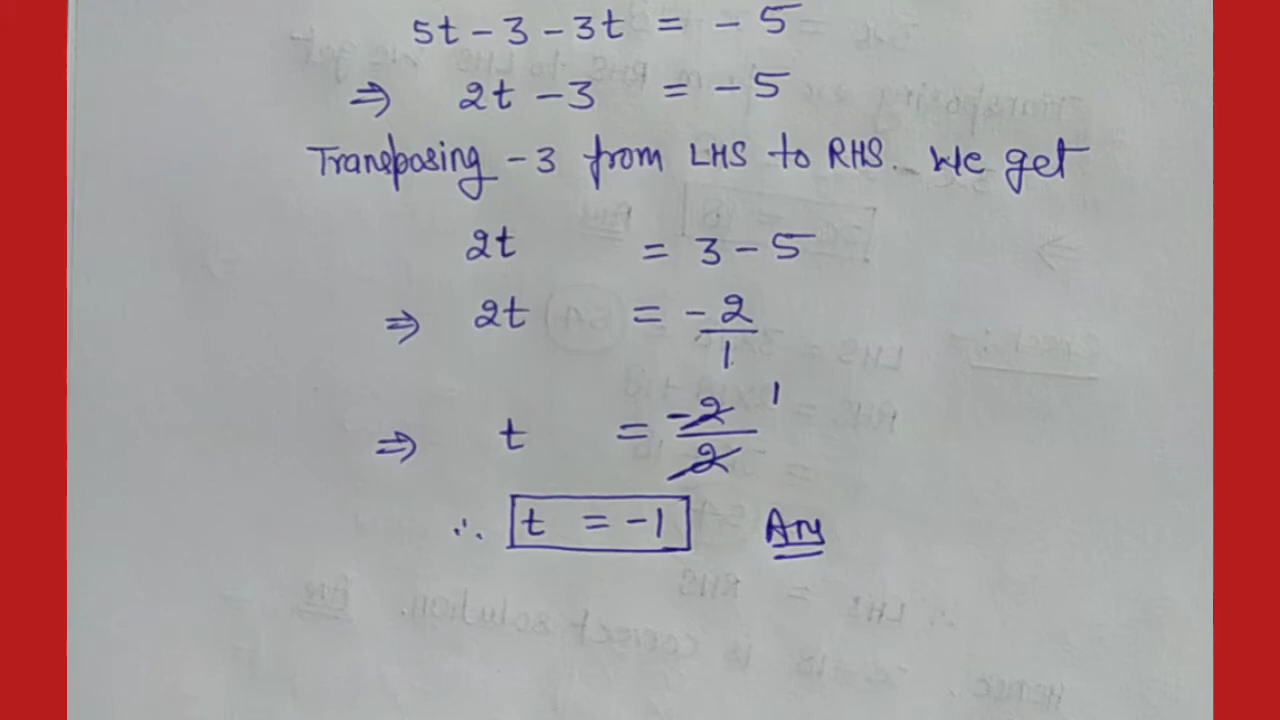 5t - 3 - 3t = - 5
⇒ 2t - 3 = - 5
Transposing -3 from LHS to RHS. We get
2t = 3 - 5
⇒ 2t = -2/1
⇒ t = -2/2 1
∴ t = -1 Ans